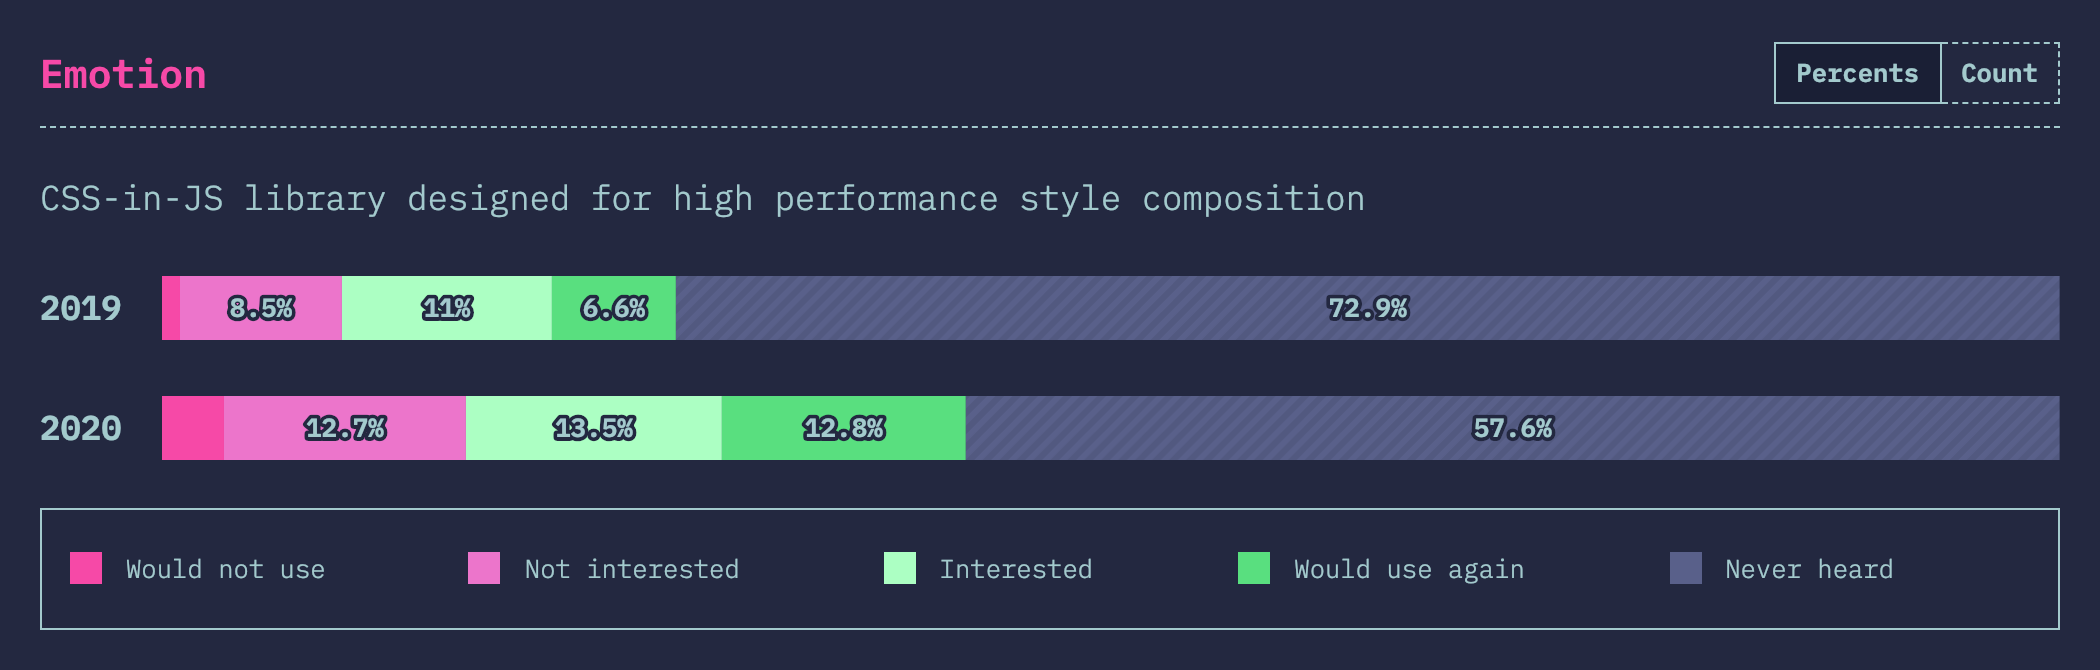 Emotion
Percents Count
CSS-in-JS library designed for high performance style composition
2019 8.5% 11% 6.6% 72.9%
2020 12.7% 13.5% 12.8% 57.6%
Would not use Not interested Interested Would use again Never heard